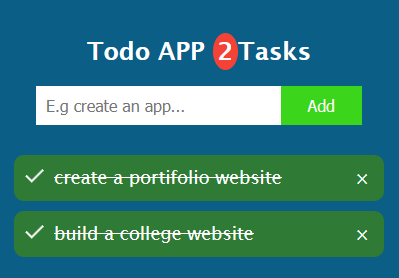 Todo APP 2 Tasks
E.g create an app...
Add
create a portifolio website ×
build a college website ×